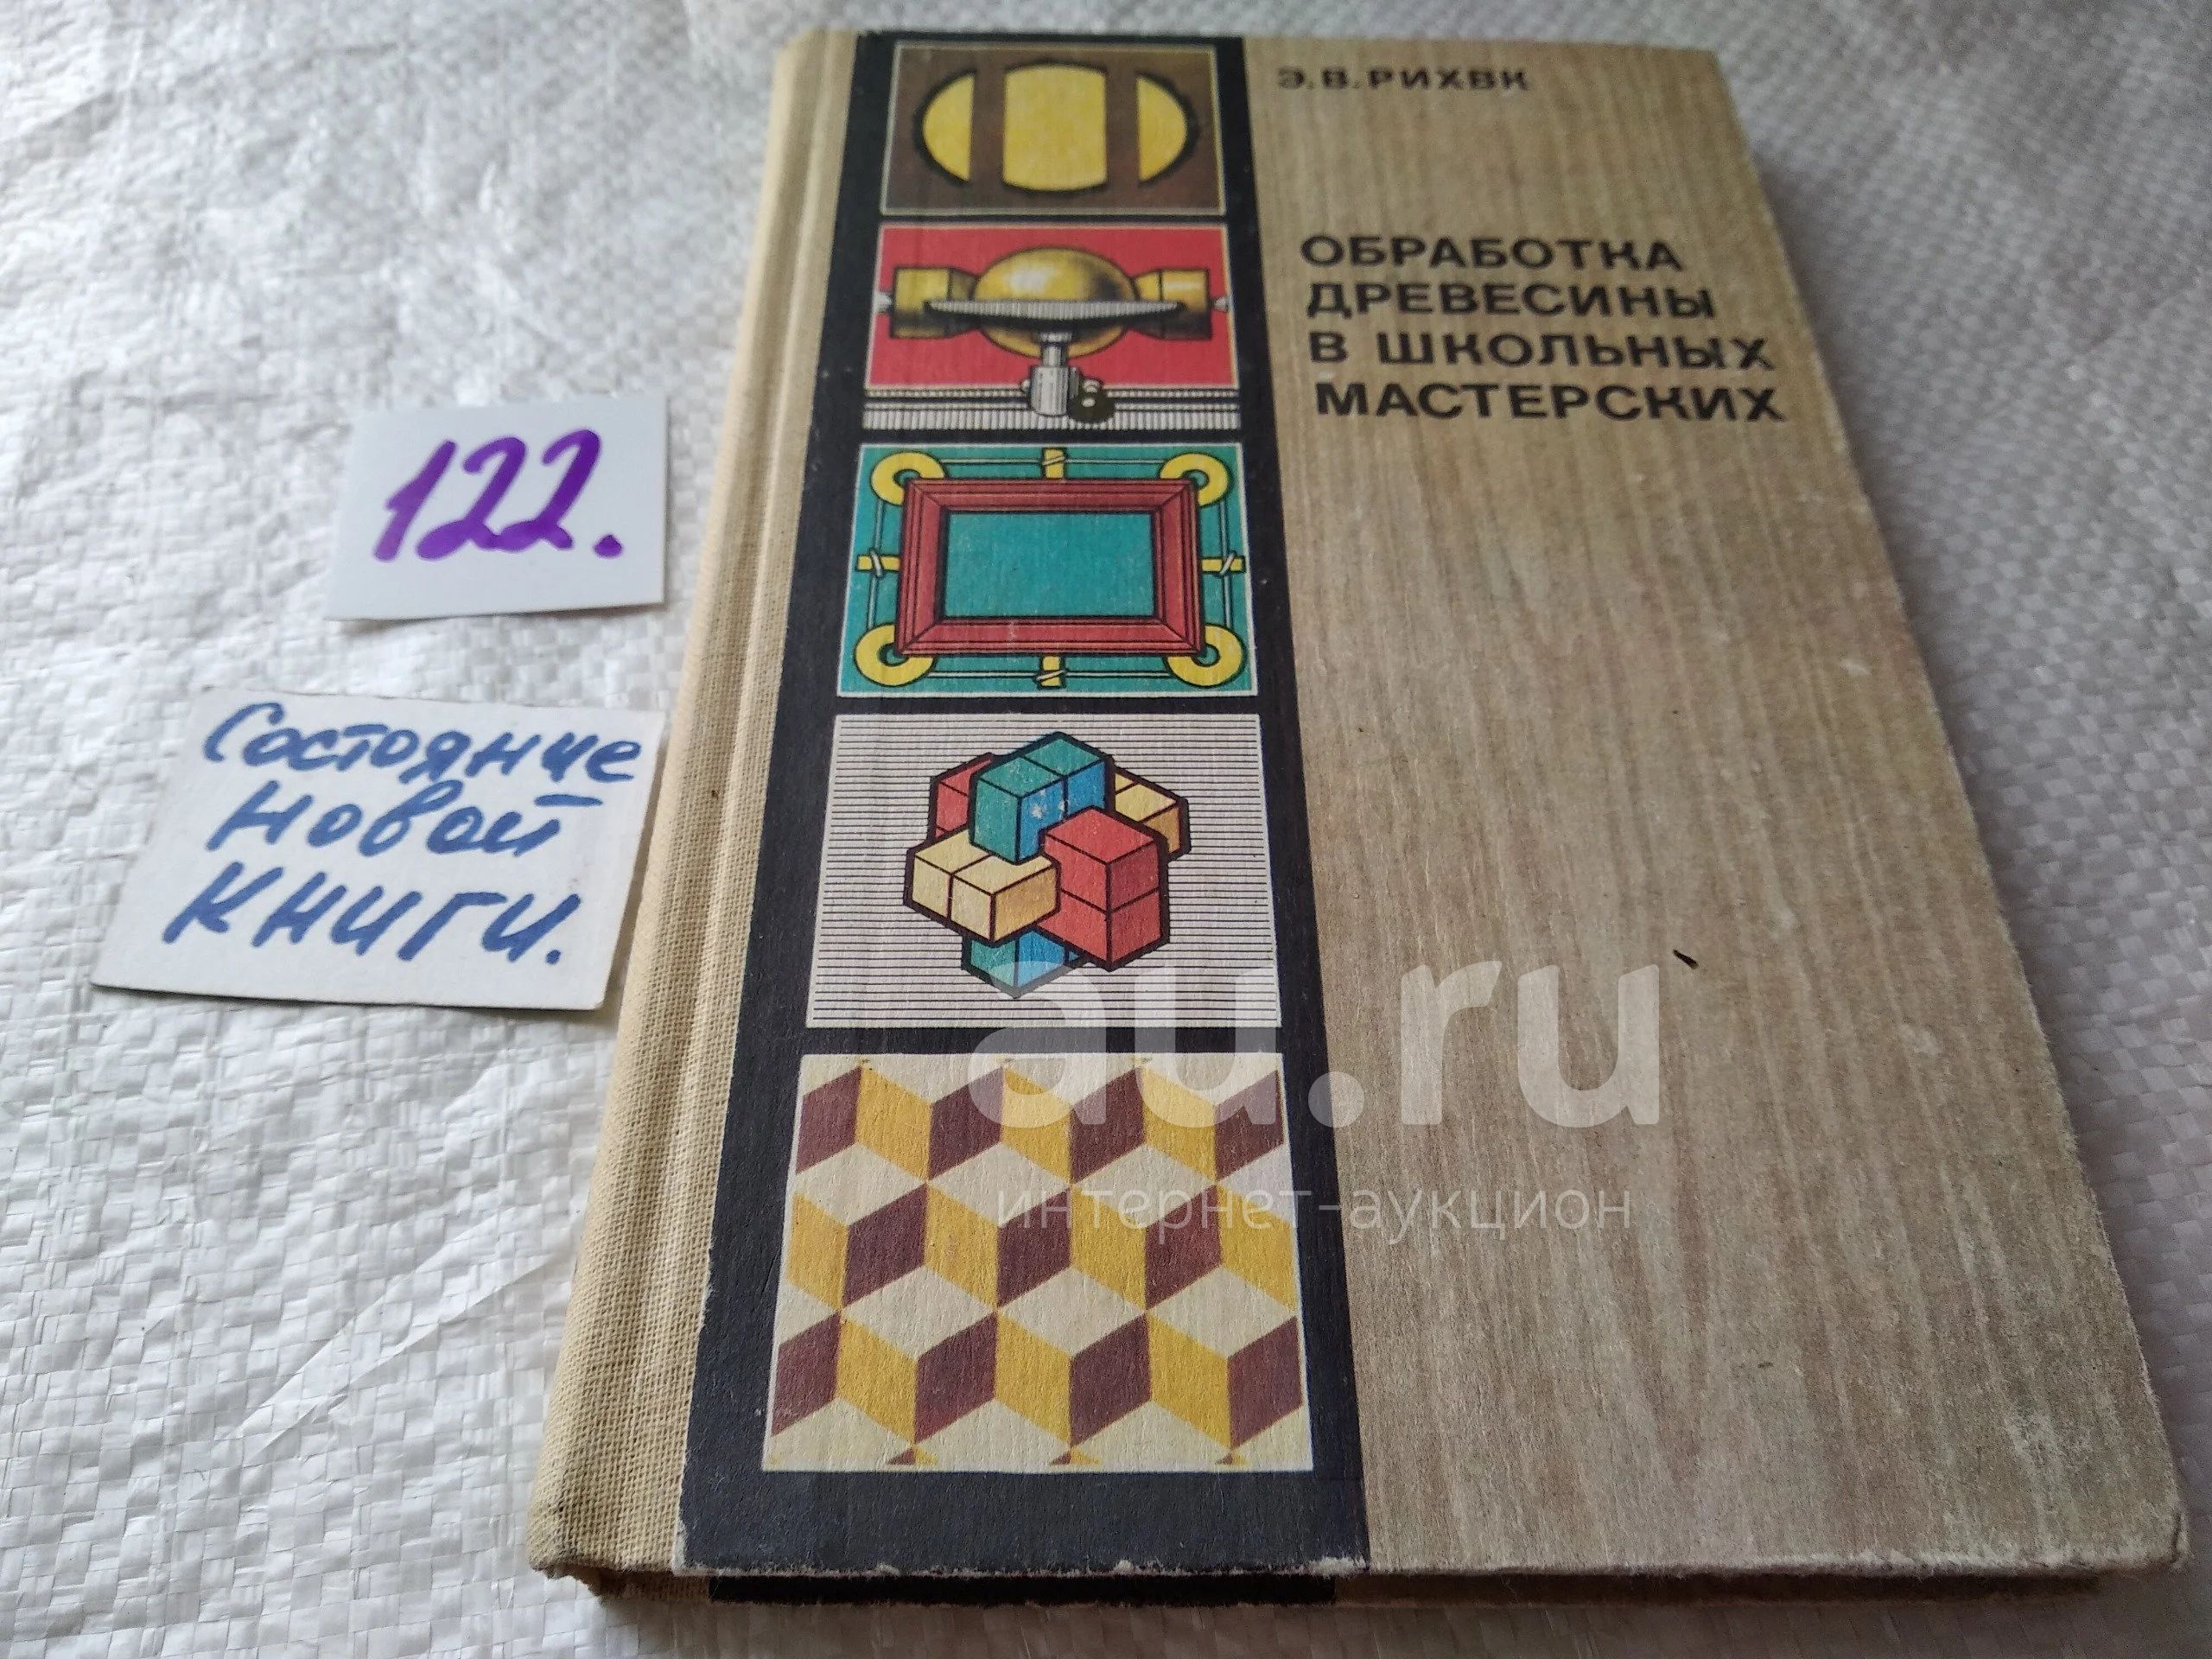 Э.В.РИХВК
ОБРАБОТКА
ДРЕВЕСИНЫ
В ШКОЛЬНЫХ
МАСТЕРСКИХ
122.
Состояние
новой
книги.
au.ru
интернет-аукцион